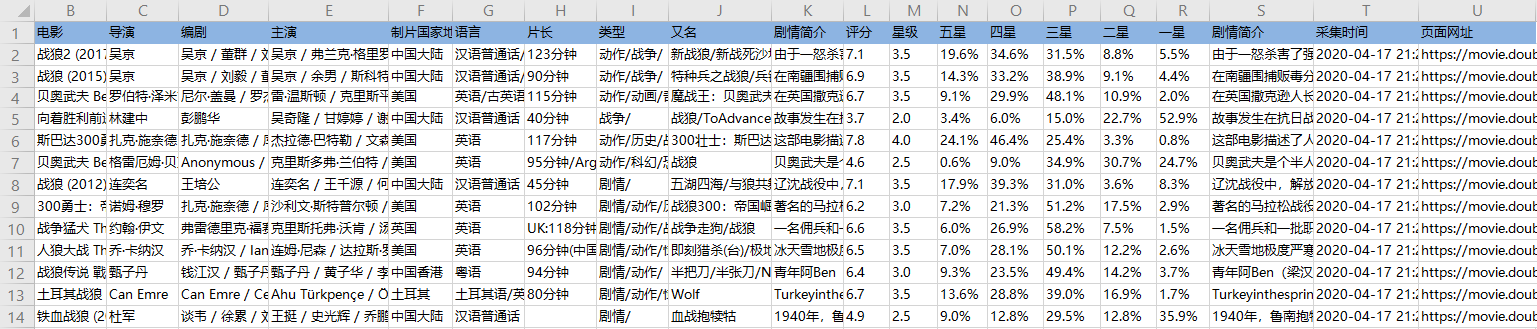 B C D E F G H I J K L M N O P Q R S T U
1 电影 导演 编剧 主演 制片国家地 语言 片长 类型 又名 剧情简介 评分 星级 五星 四星 三星 二星 一星 剧情简介 采集时间 页面网址
2 战狼2 (2017 吴京 吴京 / 董群 / 刘 吴京 / 弗兰克·格里罗 中国大陆 汉语普通话/ 123分钟 动作/战争/ 新战狼/新战死沙场 由于一怒杀 7.1 3.5 19.6% 34.6% 31.5% 8.8% 5.5% 由于一怒杀害了强 2020-04-17 21:2 https://movie.doub
3 战狼 (2015) 吴京 吴京 / 刘毅 / 董 吴京 / 余男 / 斯科特 中国大陆 汉语普通话/ 90分钟 动作/战争/ 特种兵之战狼/兵 在南疆围捕 6.9 3.5 14.3% 33.2% 38.9% 9.1% 4.4% 在南疆围捕贩毒分 2020-04-17 21:2 https://movie.doub
4 贝奥武夫 Be 罗伯特·泽米 尼尔·盖曼 / 罗杰 雷·温斯顿 / 克里斯平 美国 英语/古英语 115分钟 动作/动画/ 魔战王：贝奥武夫 在英国撒克 6.7 3.5 9.1% 29.9% 48.1% 10.9% 2.0% 在英国撒克逊人长 2020-04-17 21:2 https://movie.doub
5 向着胜利前进 林建中 彭鹏华 吴奇隆 / 甘婷婷 / 谢 中国大陆 汉语普通话 40分钟 战争/ 战狼/ToAdvance 故事发生在 3.7 2.0 3.4% 6.0% 15.0% 22.7% 52.9% 故事发生在抗日战 2020-04-17 21:2 https://movie.doub
6 斯巴达300勇 扎克·施奈德 扎克·施奈德 / 库 杰拉德·巴特勒 / 文森 美国 英语 117分钟 动作/历史/战 300壮士：斯巴达 这部电影描 7.8 4.0 24.1% 46.4% 25.4% 3.3% 0.8% 这部电影描述了人 2020-04-17 21:2 https://movie.doub
7 贝奥武夫 Be 格雷厄姆·贝 Anonymous / 克里斯多弗·兰伯特 / 美国 英语 95分钟/Arg 动作/科幻/ 战狼 贝奥武夫是 4.6 2.5 0.6% 9.0% 34.9% 30.7% 24.7% 贝奥武夫是个半人 2020-04-17 21:2 https://movie.doub
8 战狼 (2012) 连奕名 王培公 连奕名 / 王千源 / 何 中国大陆 汉语普通话 45分钟 剧情/ 五湖四海/与狼共 辽沈战役中， 7.1 3.5 17.9% 39.3% 31.0% 3.6% 8.3% 辽沈战役中，解放 2020-04-17 21:2 https://movie.doub
9 300勇士：帝 诺姆·穆罗 扎克·施奈德 / 库 沙利文·斯特普尔顿 / 美国 英语 102分钟 剧情/动作/历 战狼300：帝国崛 著名的马拉 6.2 3.0 7.2% 21.3% 51.2% 17.5% 2.9% 著名的马拉松战役 2020-04-17 21:2 https://movie.doub
10 战争猛犬 Th 约翰·伊文 弗雷德里克·福赛 克里斯托弗·沃肯 / 汤 美国 英语 UK:118分钟 剧情/动作/ 战争走狗/战狼 一名佣兵和 6.6 3.5 6.0% 26.9% 58.2% 7.5% 1.5% 一名佣兵和一批职 2020-04-17 21:2 https://movie.doub
11 人狼大战 Th 乔·卡纳汉 乔·卡纳汉 / Ian 连姆·尼森 / 达拉斯·罗 美国 英语 96分钟(中国 剧情/动作/ 即刻猎杀(台)/极地 冰天雪地极 6.5 3.5 7.0% 28.1% 50.1% 12.2% 2.6% 冰天雪地极度严寒 2020-04-17 21:2 https://movie.doub
12 战狼传说 戰 甄子丹 钱江汉 / 甄子丹 甄子丹 / 黄子华 / 李 中国香港 粤语 94分钟 剧情/动作/ 半把刀/半张刀/N 青年阿Ben 6.4 3.0 9.3% 23.5% 49.4% 14.2% 3.7% 青年阿Ben（梁汉 2020-04-17 21:2 https://movie.doub
13 土耳其战狼 Can Emre Can Emre / Ce Ahu Türkpençe / Ö 土耳其 土耳其语/英 80分钟 剧情/动作/ Wolf Turkeyinthe 6.7 3.5 13.6% 28.8% 39.0% 16.9% 1.7% Turkeyinthesprin 2020-04-17 21:2 https://movie.doub
14 铁血战狼 (20 杜军 谈韦 / 徐累 / 刘 王挺 / 史光辉 / 乔鹏 中国大陆 汉语普通话 剧情/ 血战抱犊牯 1940年，鲁 4.9 2.5 9.0% 12.8% 29.5% 12.8% 35.9% 1940年，鲁南抱 2020-04-17 21:2 https://movie.doub